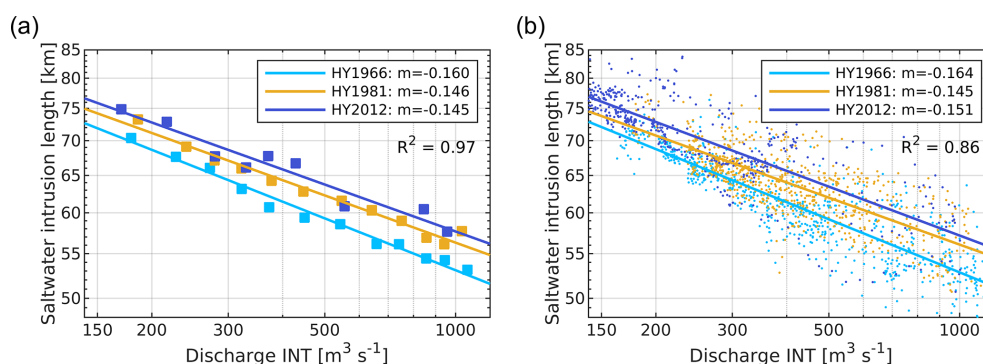 (a)
Saltwater intrusion length [km]
85
80
75
70
65
60
55
50
HY1966: m=-0.160
HY1981: m=-0.146
HY2012: m=-0.145
R² = 0.97
150 200 300 500 1000
Discharge INT [m³ s⁻¹]
(b)
Saltwater intrusion length [km]
85
80
75
70
65
60
55
50
HY1966: m=-0.164
HY1981: m=-0.145
HY2012: m=-0.151
R² = 0.86
150 200 300 500 1000
Discharge INT [m³ s⁻¹]